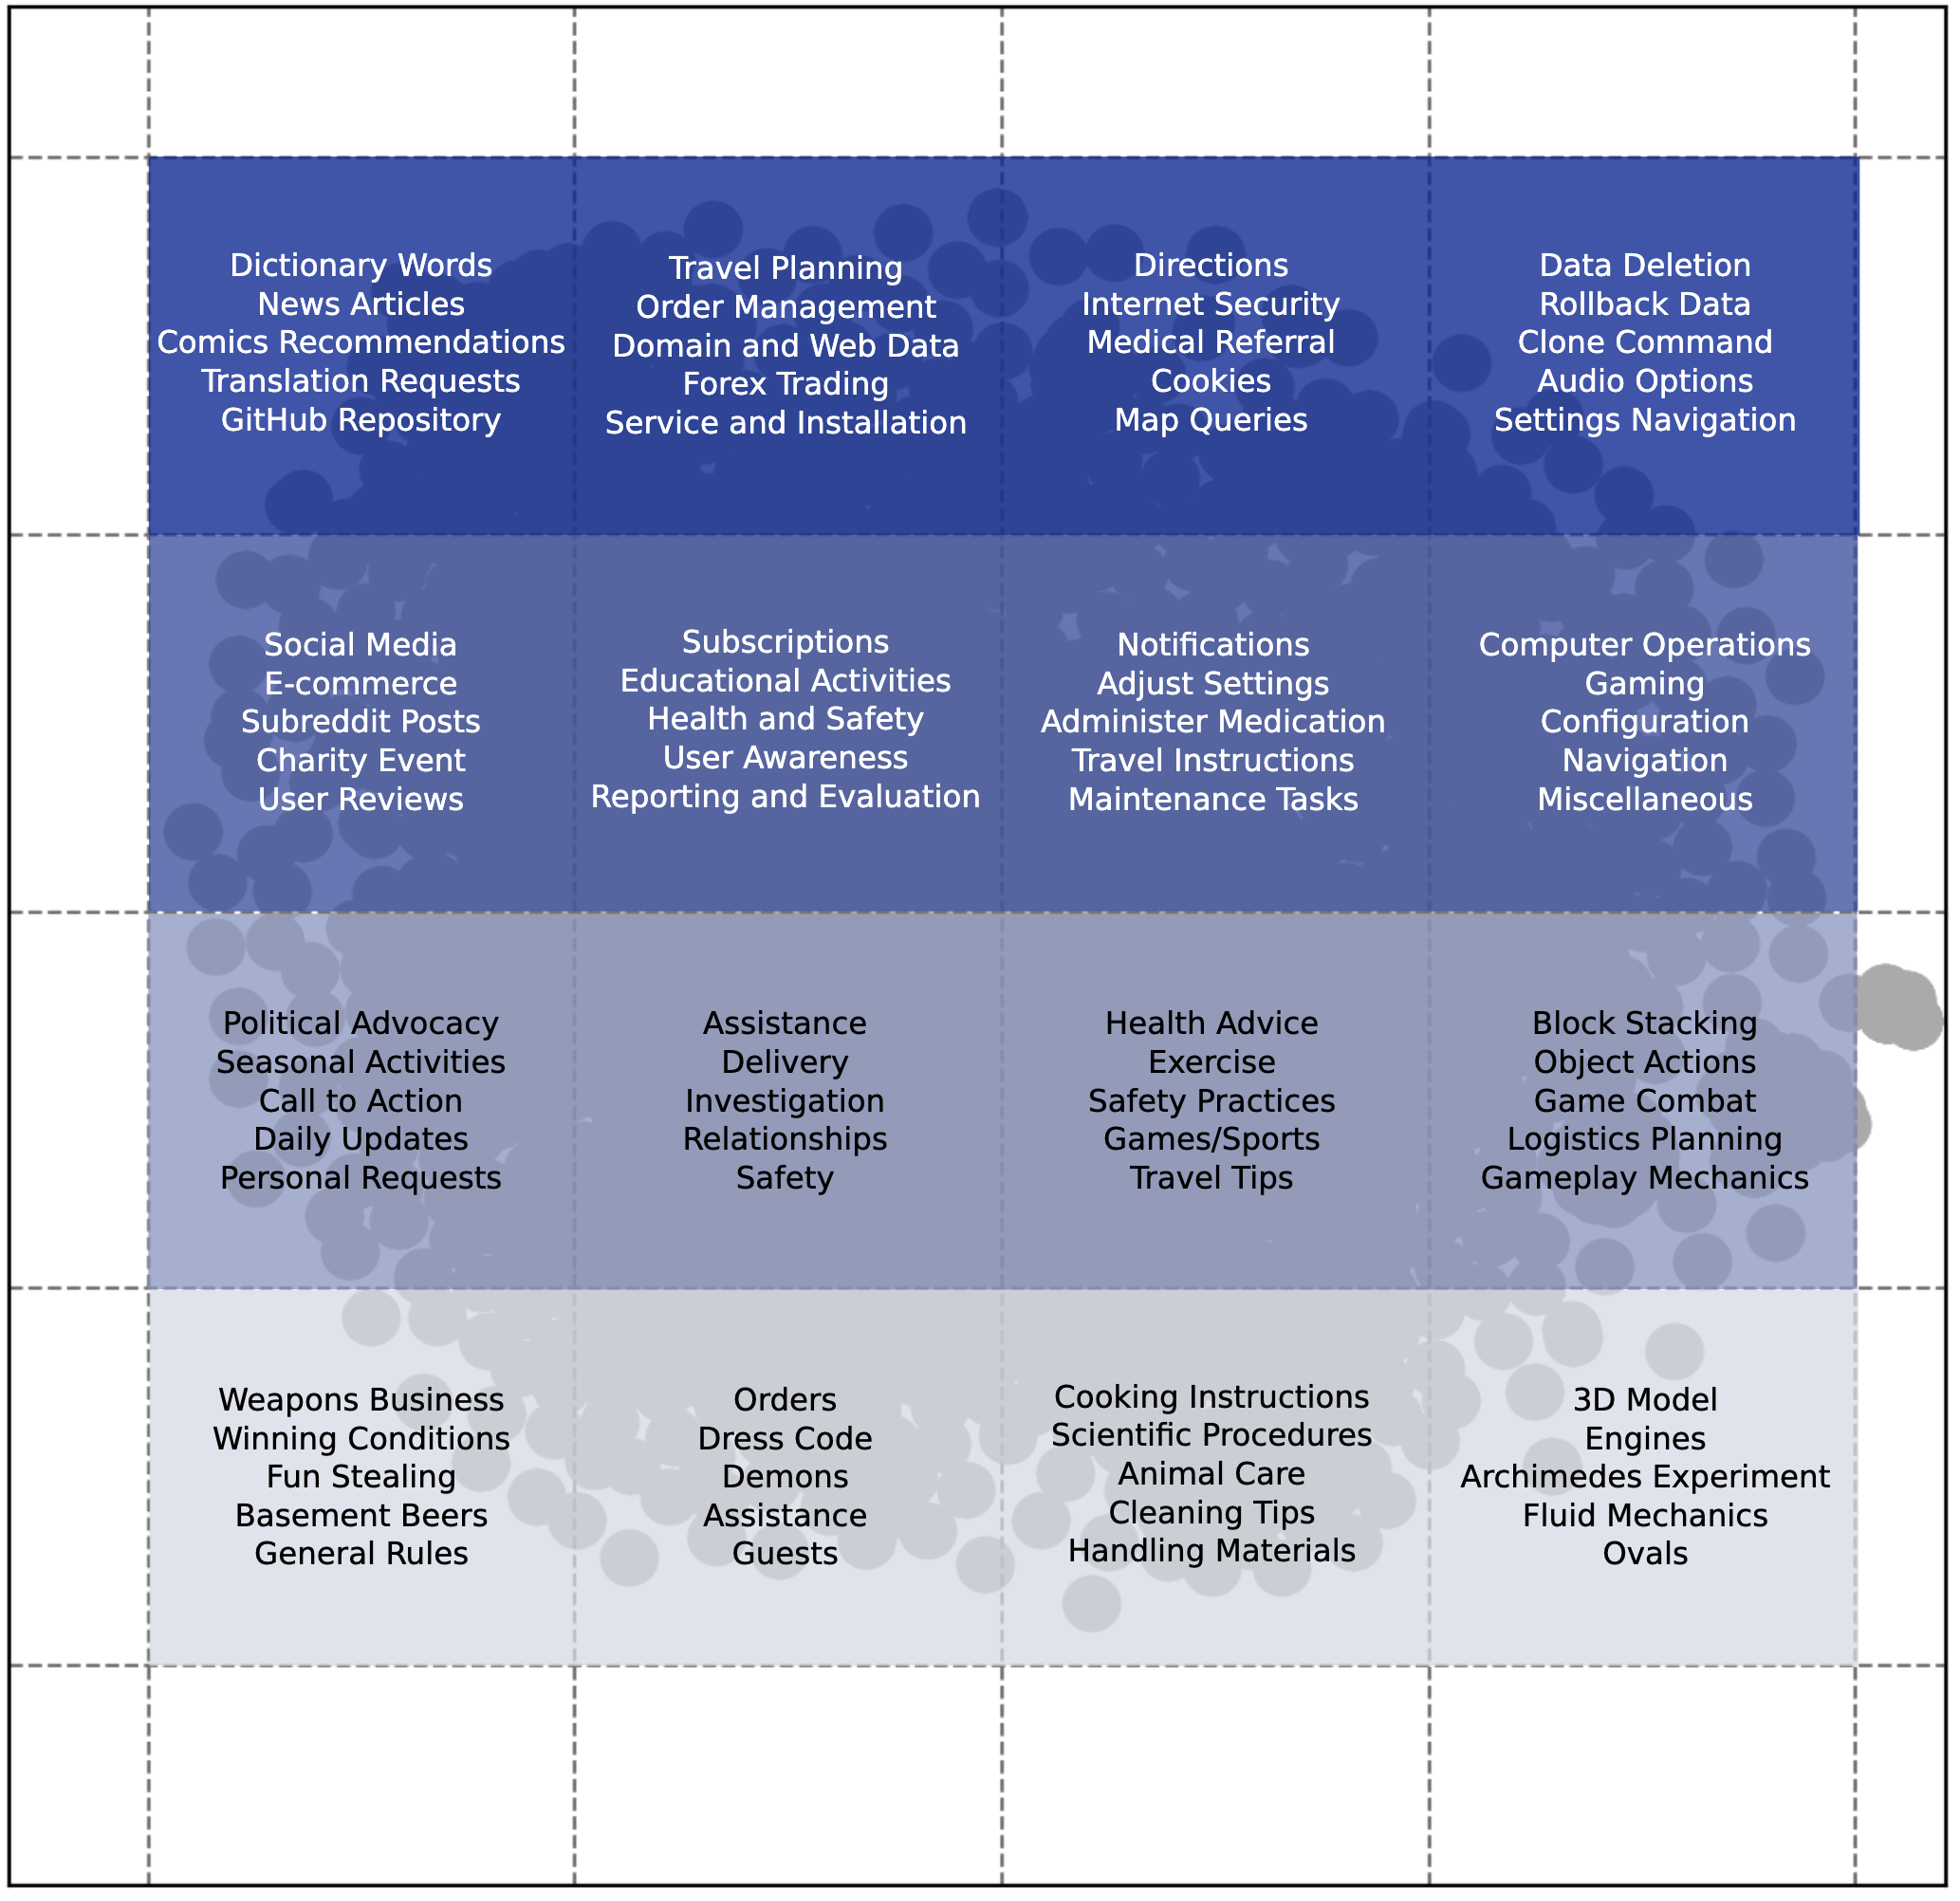 Dictionary Words
News Articles
Comics Recommendations
Translation Requests
GitHub Repository
Travel Planning
Order Management
Domain and Web Data
Forex Trading
Service and Installation
Directions
Internet Security
Medical Referral
Cookies
Map Queries
Data Deletion
Rollback Data
Clone Command
Audio Options
Settings Navigation
Social Media
E-commerce
Subreddit Posts
Charity Event
User Reviews
Subscriptions
Educational Activities
Health and Safety
User Awareness
Reporting and Evaluation
Notifications
Adjust Settings
Administer Medication
Travel Instructions
Maintenance Tasks
Computer Operations
Gaming
Configuration
Navigation
Miscellaneous
Political Advocacy
Seasonal Activities
Call to Action
Daily Updates
Personal Requests
Assistance
Delivery
Investigation
Relationships
Safety
Health Advice
Exercise
Safety Practices
Games/Sports
Travel Tips
Block Stacking
Object Actions
Game Combat
Logistics Planning
Gameplay Mechanics
Weapons Business
Winning Conditions
Fun Stealing
Basement Beers
General Rules
Orders
Dress Code
Demons
Assistance
Guests
Cooking Instructions
Scientific Procedures
Animal Care
Cleaning Tips
Handling Materials
3D Model
Engines
Archimedes Experiment
Fluid Mechanics
Ovals